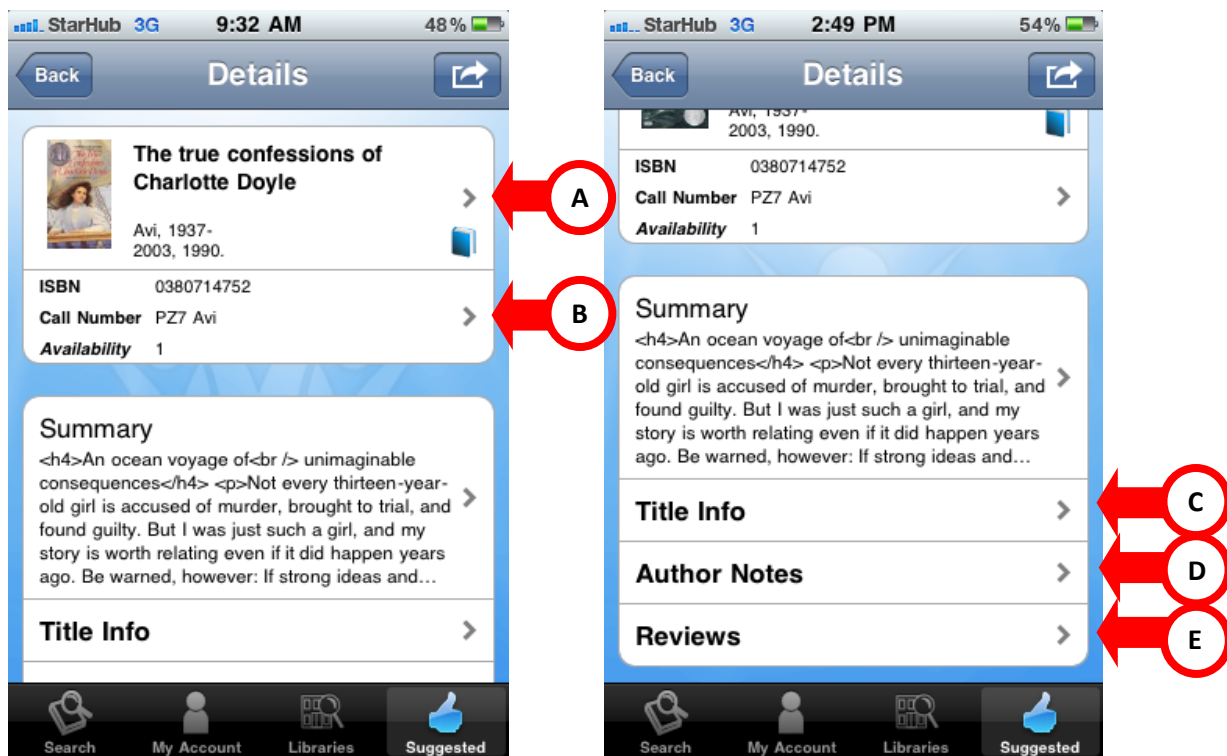 StarHub 3G 9:32 AM 48%
Back Details
The true confessions of
Charlotte Doyle
Avi, 1937-
2003, 1990.
ISBN 0380714752
Call Number PZ7 Avi
Availability 1
Summary
<h4>An ocean voyage of<br /> unimaginable
consequences</h4> <p>Not every thirteen-year-
old girl is accused of murder, brought to trial, and
found guilty. But I was just such a girl, and my
story is worth relating even if it did happen years
ago. Be warned, however: If strong ideas and...
Title Info
Search My Account Libraries Suggested
A
B
StarHub 3G 2:49 PM 54%
Back Details
Avi, 1937-
2003, 1990.
ISBN 0380714752
Call Number PZ7 Avi
Availability 1
Summary
<h4>An ocean voyage of<br /> unimaginable
consequences</h4> <p>Not every thirteen-year-
old girl is accused of murder, brought to trial, and
found guilty. But I was just such a girl, and my
story is worth relating even if it did happen years
ago. Be warned, however: If strong ideas and...
Title Info
Author Notes
Reviews
Search My Account Libraries Suggested
C
D
E